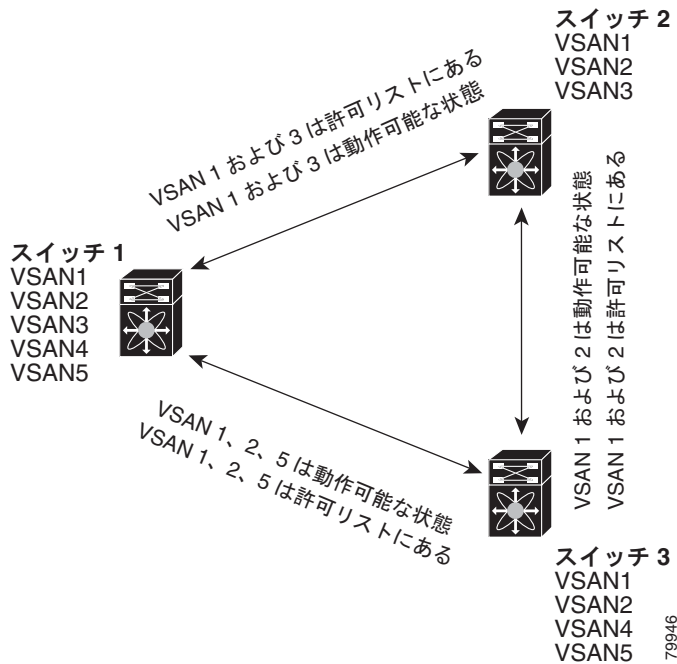 スイッチ 2
VSAN1
VSAN2
VSAN3
VSAN 1 および 3 は許可リストにある
VSAN 1 および 3 は動作可能な状態
スイッチ 1
VSAN1
VSAN2
VSAN3
VSAN4
VSAN5
VSAN 1 および 2 は動作可能な状態
VSAN 1 および 2 は許可リストにある
VSAN 1、2、5 は動作可能な状態
VSAN 1、2、5 は許可リストにある
スイッチ 3
VSAN1
VSAN2
VSAN4
VSAN5
79946